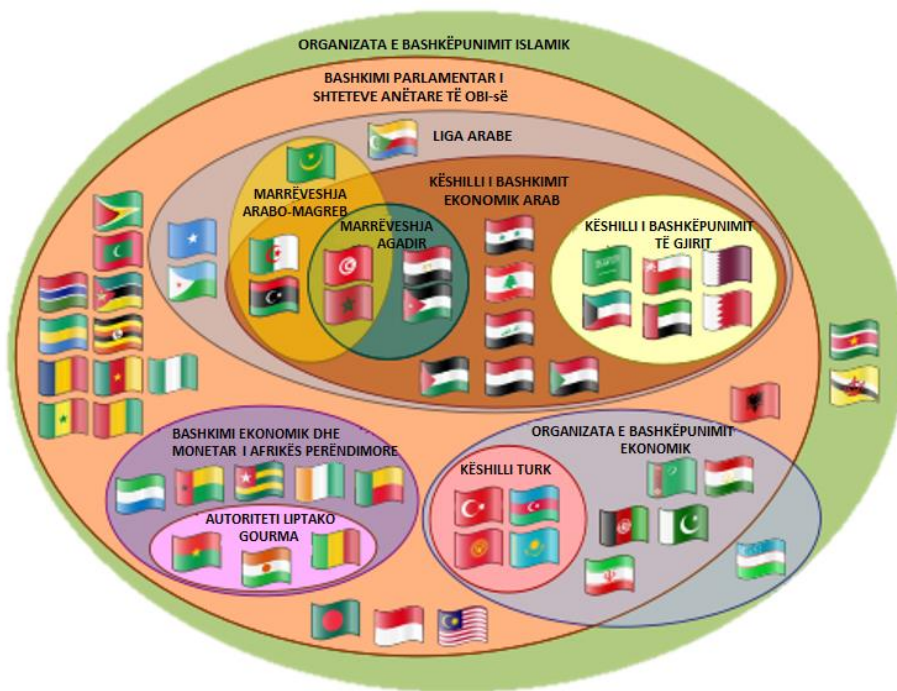 ORGANIZATA E BASHKËPUNIMIT ISLAMIK
BASHKIMI PARLAMENTAR I
SHTETEVE ANËTARE TË OBI-së
LIGA ARABE
MARRËVESHJA
ARABO-MAGREB
KËSHILLI I BASHKIMIT
EKONOMIK ARAB
MARRËVESHJA
AGADIR
KËSHILLI I BASHKËPUNIMIT
TË GJIRIT
BASHKIMI EKONOMIK DHE
MONETAR I AFRIKËS PERËNDIMORE
AUTORITETI LIPTAKO
GOURMA
ORGANIZATA E BASHKËPUNIMIT
EKONOMIK
KËSHILLI TURK